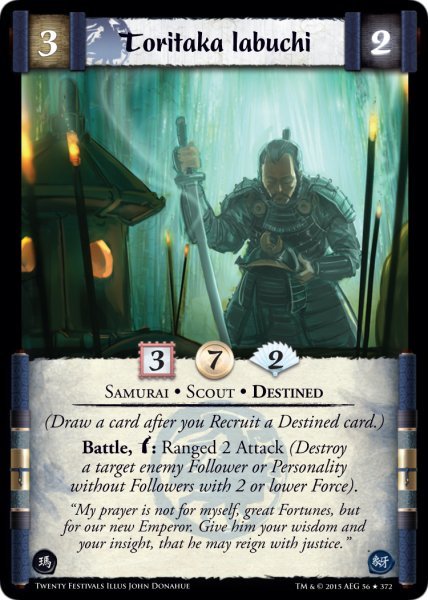 3 Toritaka Iabuchi 2
3 7 2
SAMURAI • SCOUT • DESTINED
(Draw a card after you Recruit a Destined card.)
Battle, : Ranged 2 Attack (Destroy
a target enemy Follower or Personality
without Followers with 2 or lower Force).
“My prayer is not for myself, great Fortunes, but
for our new Emperor. Give him your wisdom and
your insight, that he may reign with justice.”
瑪 象牙
TWENTY FESTIVALS ILLUS JOHN DONAHUE TM & © 2015 AEG 56 ★ 372